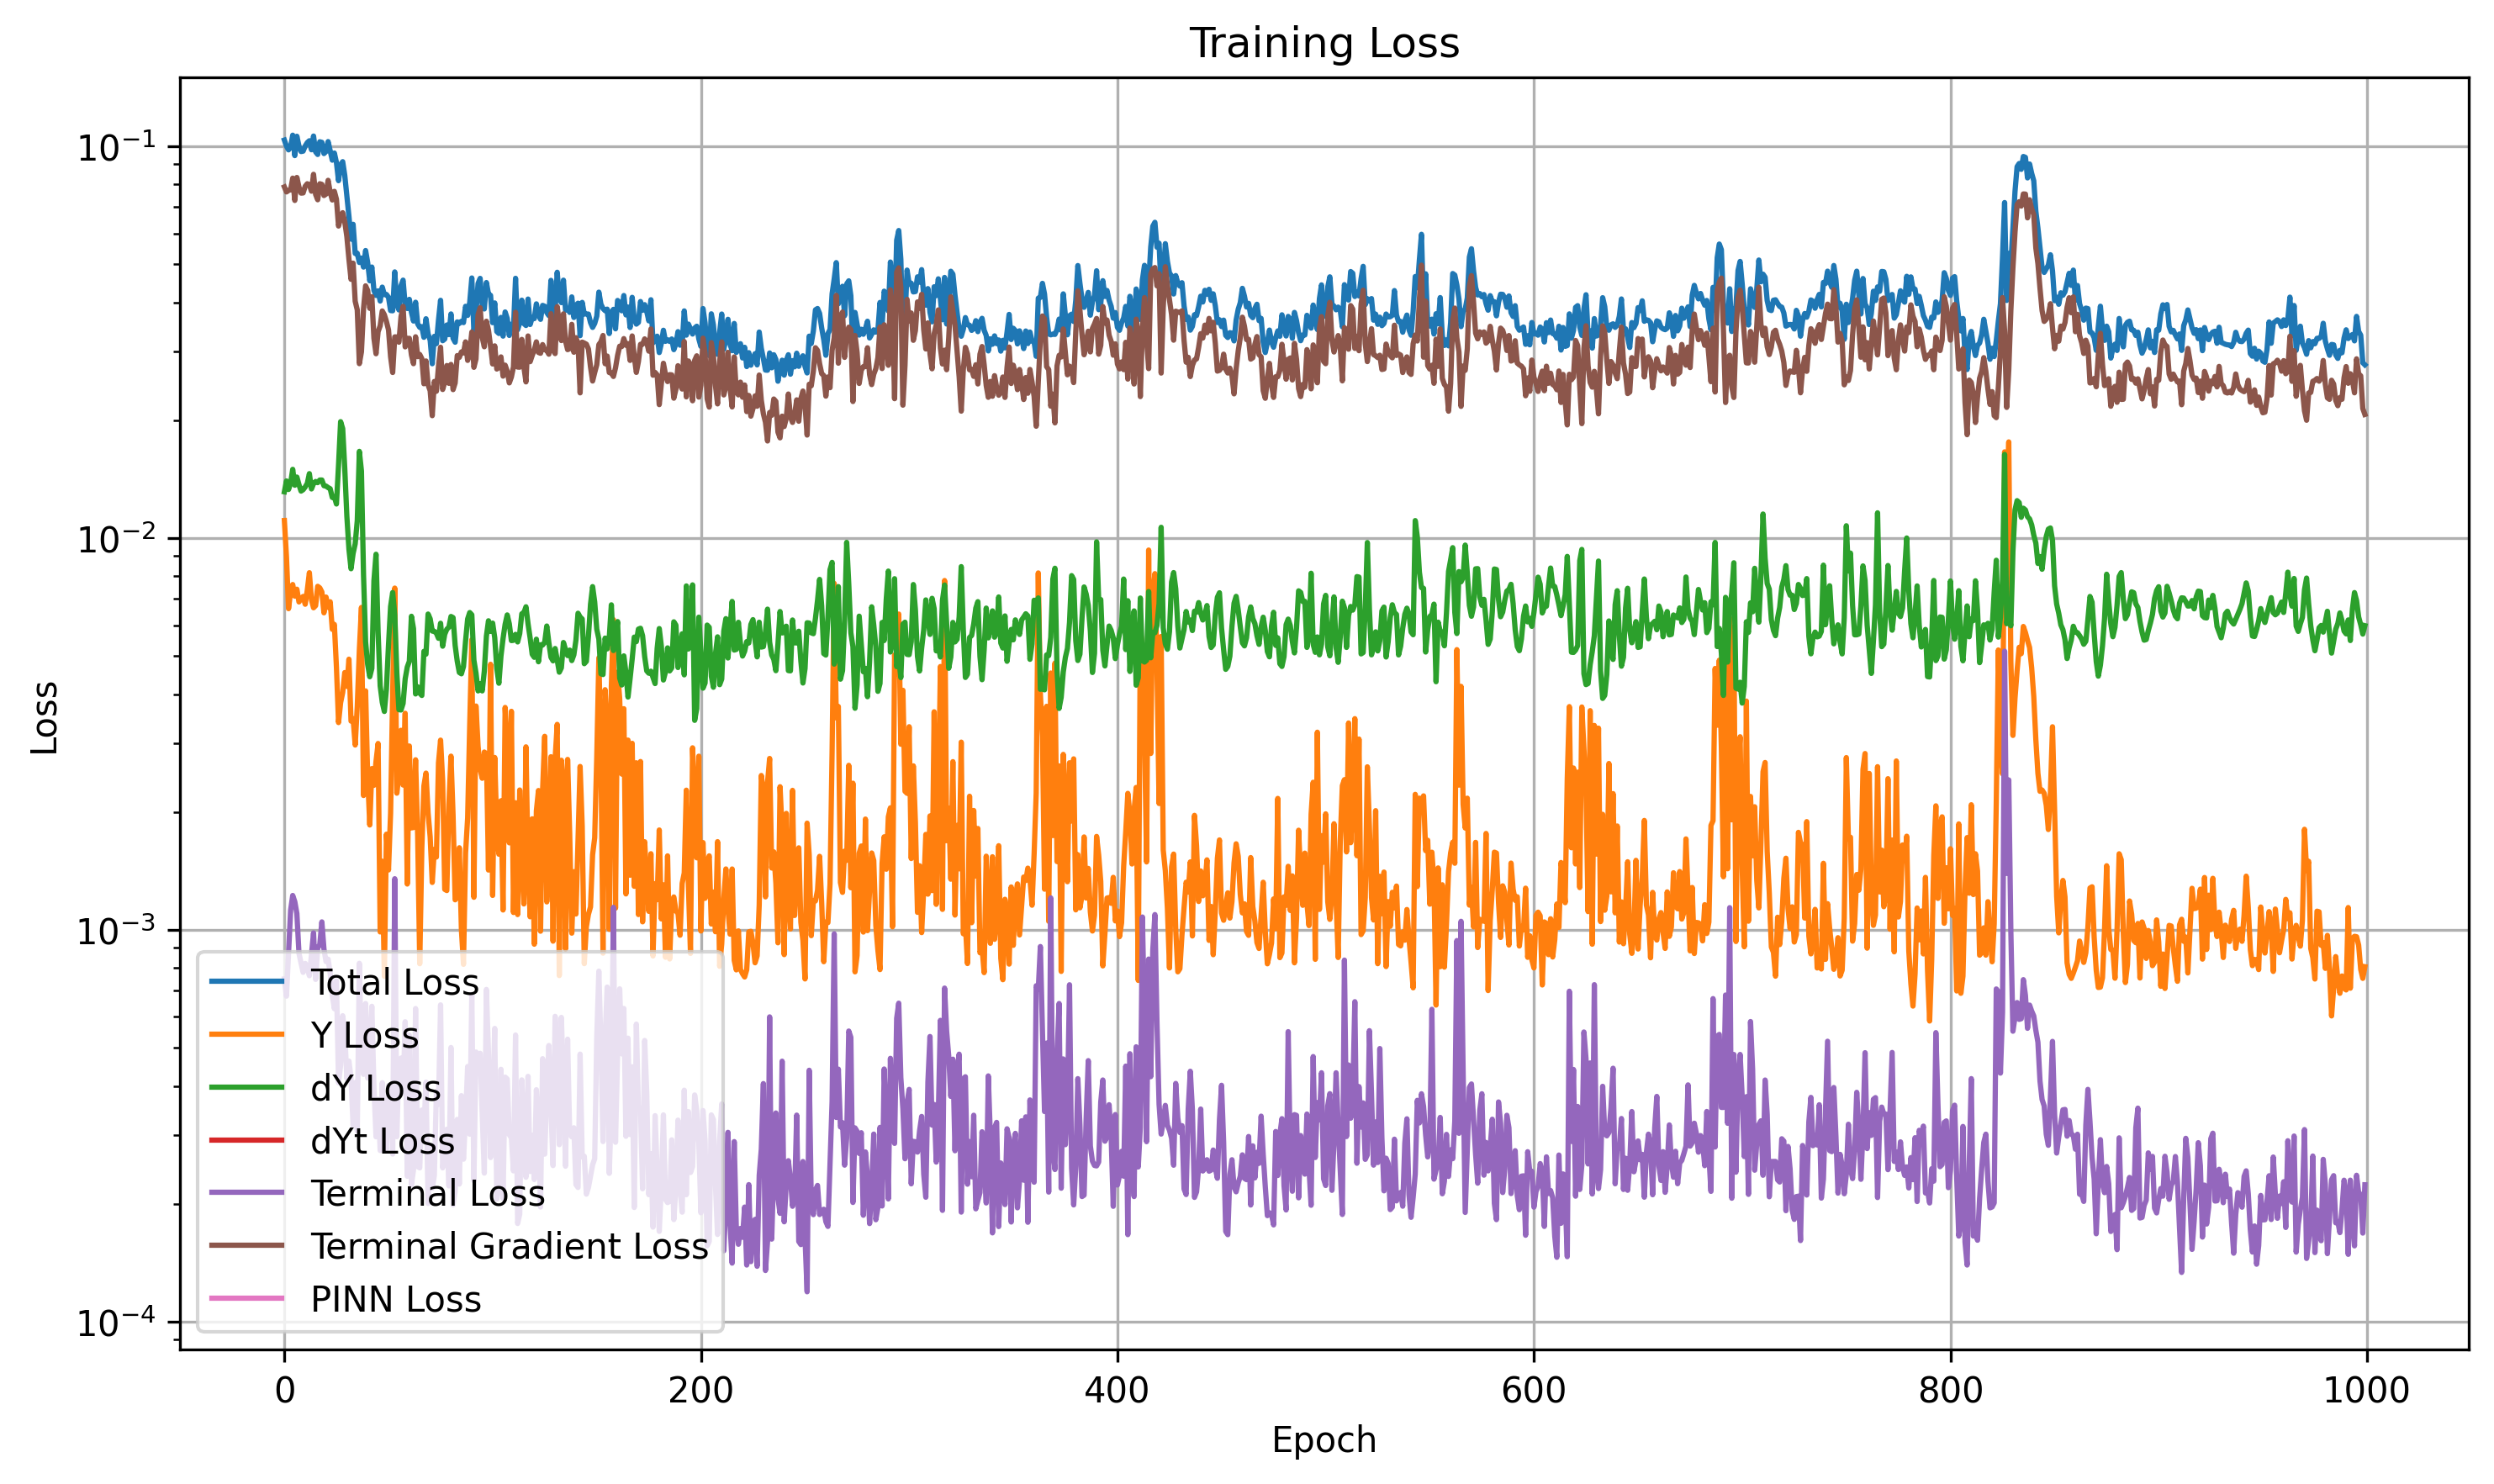 Training Loss
10⁻¹
10⁻²
10⁻³
10⁻⁴
Loss
Total Loss
Y Loss
dY Loss
dYt Loss
Terminal Loss
Terminal Gradient Loss
PINN Loss
0 200 400 600 800 1000
Epoch